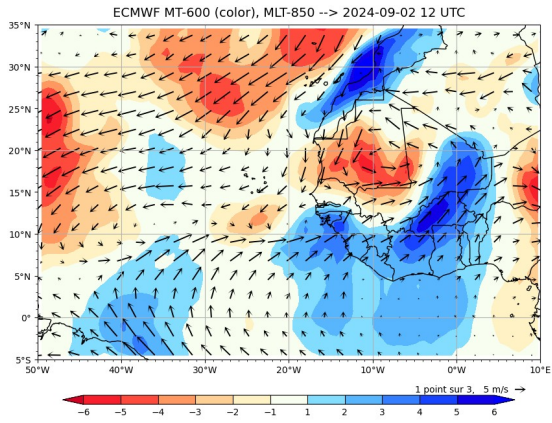 ECMWF MT-600 (color), MLT-850 --> 2024-09-02 12 UTC
35°N
30°N
25°N
20°N
15°N
10°N
5°N
0°
5°S
50°W 40°W 30°W 20°W 10°W 0°W 10°E
1 point sur 3, 5 m/s
−6 −5 −4 −3 −2 −1 1 2 3 4 5 6